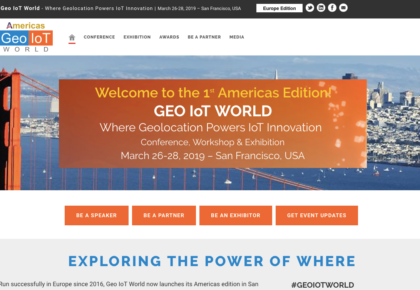 Geo IoT World - Where Geolocation Powers IoT Innovation | March 26-28, 2019 – San Francisco, USA
Europe Edition
Americas
Geo IoT
WORLD
CONFERENCE EXHIBITION AWARDS BE A PARTNER MEDIA
Welcome to the 1st Americas Edition!
GEO IoT WORLD
Where Geolocation Powers IoT Innovation
Conference, Workshop & Exhibition
March 26-28, 2019 – San Francisco, USA
BE A SPEAKER BE A PARTNER BE AN EXHIBITOR GET EVENT UPDATES
EXPLORING THE POWER OF WHERE
Run successfully in Europe since 2016, Geo IoT World now launches its Americas edition in San
#GEOIOTWORLD